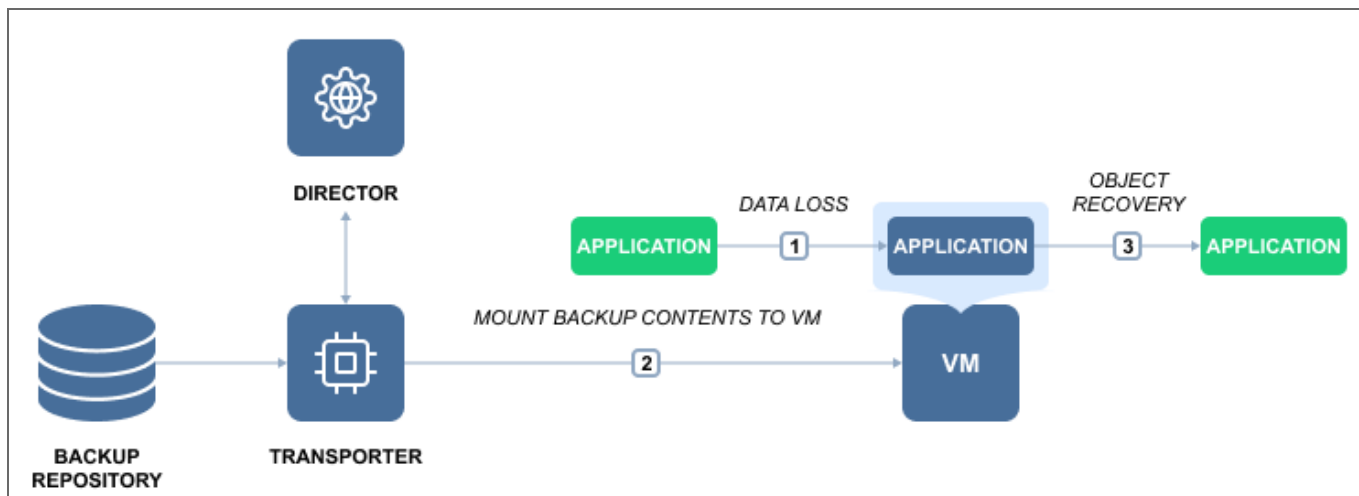 DIRECTOR
DATA LOSS
OBJECT
RECOVERY
APPLICATION
1
APPLICATION
3
APPLICATION
MOUNT BACKUP CONTENTS TO VM
2
VM
BACKUP
REPOSITORY
TRANSPORTER